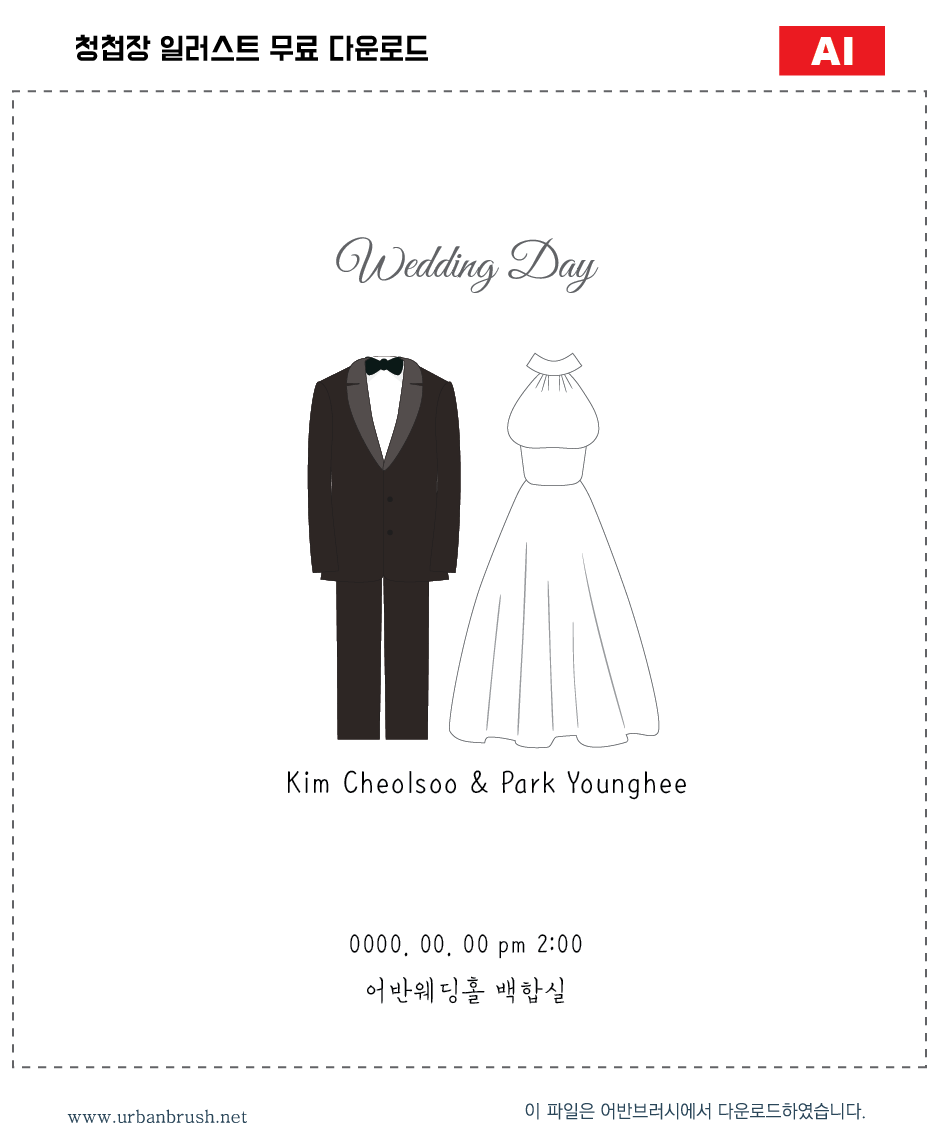 청첩장 일러스트 무료 다운로드
AI
Wedding Day
Kim Cheolsoo & Park Younghee
0000. 00. 00 pm 2:00
어반웨딩홀 백합실
www.urbanbrush.net
이 파일은 어반브러시에서 다운로드하였습니다.